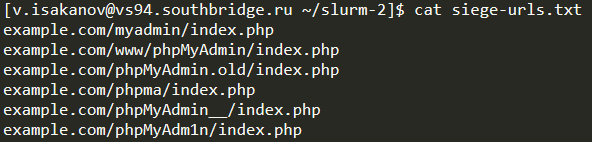 [v.isakanov@vs94.southbridge.ru ~/slurm-2]$ cat siege-urls.txt
example.com/myadmin/index.php
example.com/www/phpMyAdmin/index.php
example.com/phpMyAdmin.old/index.php
example.com/phpma/index.php
example.com/phpMyAdmin__/index.php
example.com/phpMyAdm1n/index.php